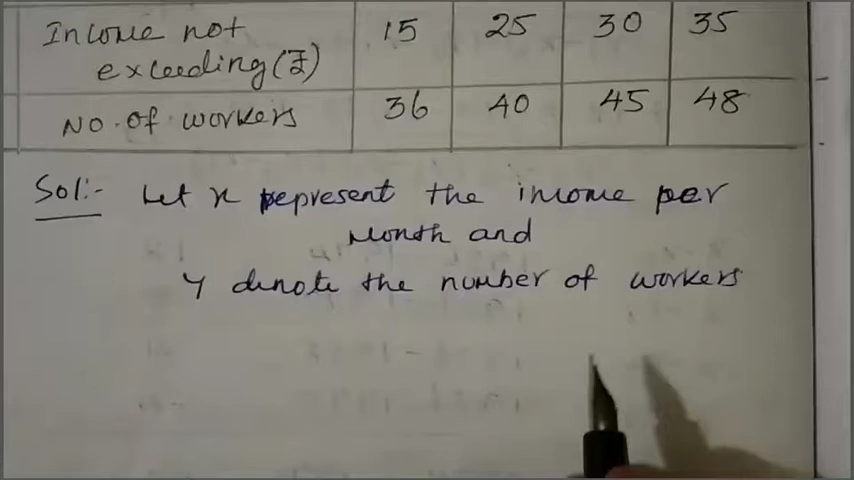 Income not exceeding (₹) 15 25 30 35
No. of workers 36 40 45 48
Sol:- Let x represent the income per
Month and
Y denote the number of workers